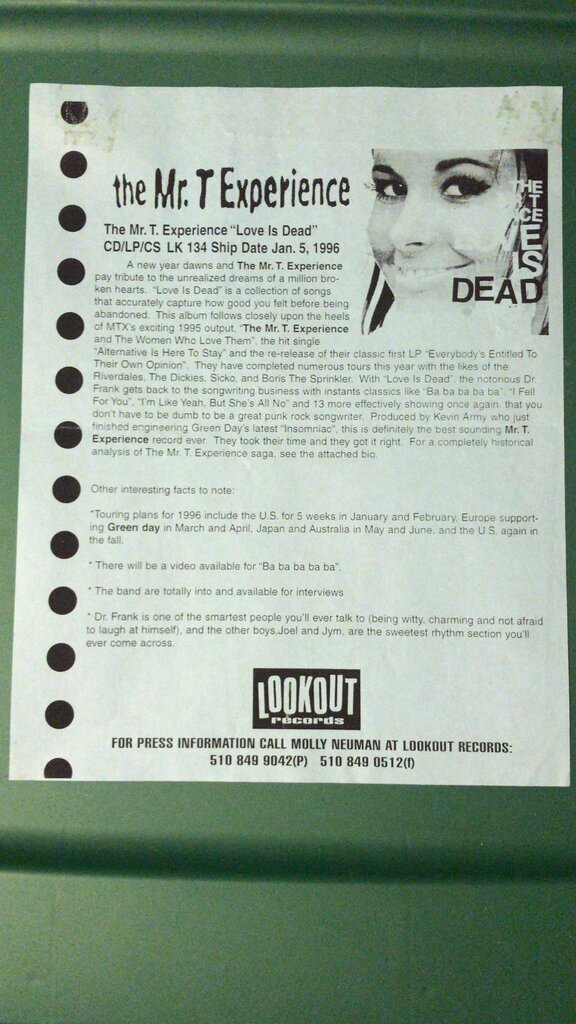 the Mr. T Experience
THE
T
CE
LOVE
IS
DEAD
The Mr. T. Experience "Love Is Dead"
CD/LP/CS LK 134 Ship Date Jan. 5, 1996
A new year dawns and The Mr. T. Experience
pay tribute to the unrealized dreams of a million bro-
ken hearts. "Love Is Dead" is a collection of songs
that accurately capture how good you felt before being
abandoned. This album follows closely upon the heels
of MTX's exciting 1995 output, "The Mr. T. Experience
and The Women Who Love Them", the hit single
"Alternative Is Here To Stay" and the re-release of their classic first LP "Everybody's Entitled To
Their Own Opinion". They have completed numerous tours this year with the likes of the
Riverdales, The Dickies, Sicko, and Boris The Sprinkler. With "Love Is Dead", the notorious Dr.
Frank gets back to the songwriting business with instants classics like "Ba ba ba ba ba", "I Fell
For You", "I'm Like Yeah, But She's All No" and 13 more effectively showing once again, that you
don't have to be dumb to be a great punk rock songwriter. Produced by Kevin Army who just
finished engineering Green Day's latest "Insomniac", this is definitely the best sounding Mr. T.
Experience record ever. They took their time and they got it right. For a completely historical
analysis of The Mr. T. Experience saga, see the attached bio.
Other interesting facts to note:
*Touring plans for 1996 include the U.S. for 5 weeks in January and February, Europe support-
ing Green day in March and April, Japan and Australia in May and June, and the U.S. again in
the fall.
* There will be a video available for "Ba ba ba ba ba".
* The band are totally into and available for interviews
* Dr. Frank is one of the smartest people you'll ever talk to (being witty, charming and not afraid
to laugh at himself), and the other boys,Joel and Jym, are the sweetest rhythm section you'll
ever come across.
LOOKOUT
records
FOR PRESS INFORMATION CALL MOLLY NEUMAN AT LOOKOUT RECORDS:
510 849 9042(P) 510 849 0512(f)